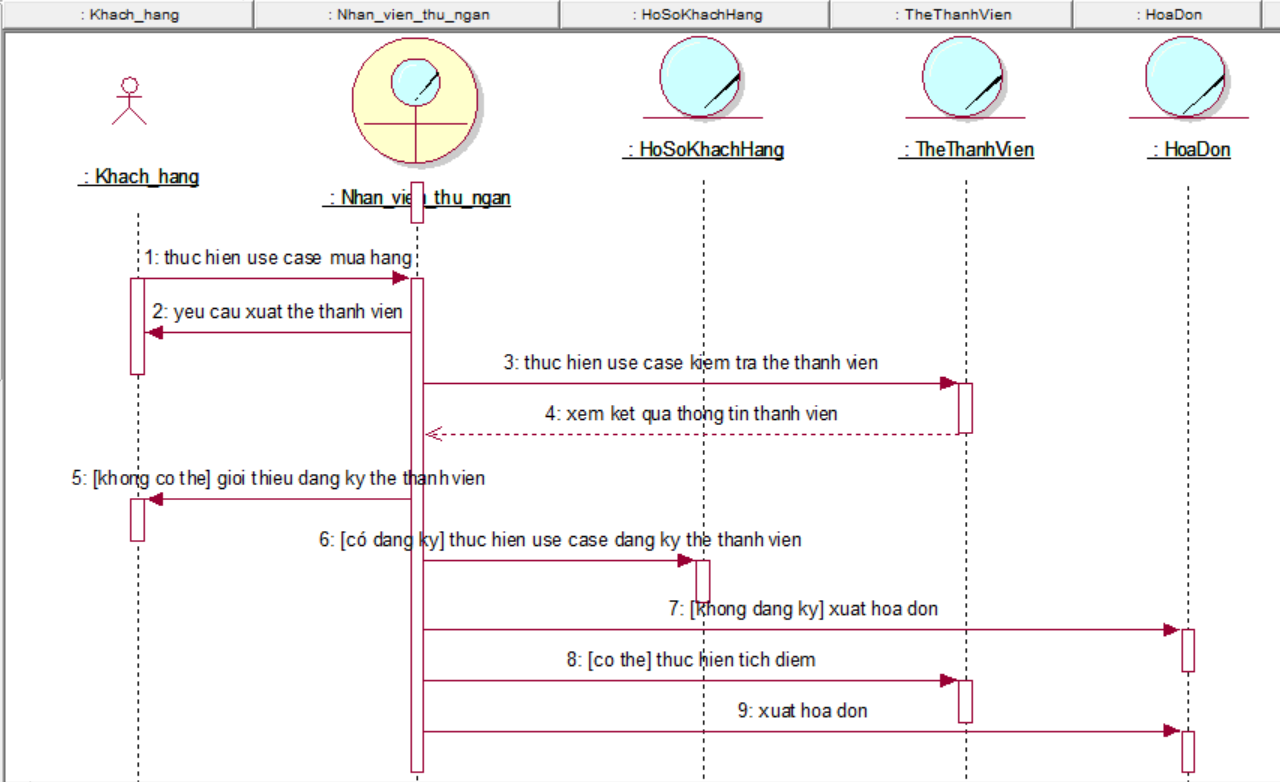 : Khach_hang
: Nhan_vien_thu_ngan
: HoSoKhachHang
: TheThanhVien
: HoaDon
: Khach_hang
: Nhan_vien_thu_ngan
: HoSoKhachHang
: TheThanhVien
: HoaDon
1: thuc hien use case mua hang
2: yeu cau xuat the thanh vien
3: thuc hien use case kiem tra the thanh vien
4: xem ket qua thong tin thanh vien
5: [khong co the] gioi thieu dang ky the thanh vien
6: [có dang ky] thuc hien use case dang ky the thanh vien
7: [khong dang ky] xuat hoa don
8: [co the] thuc hien tich diem
9: xuat hoa don